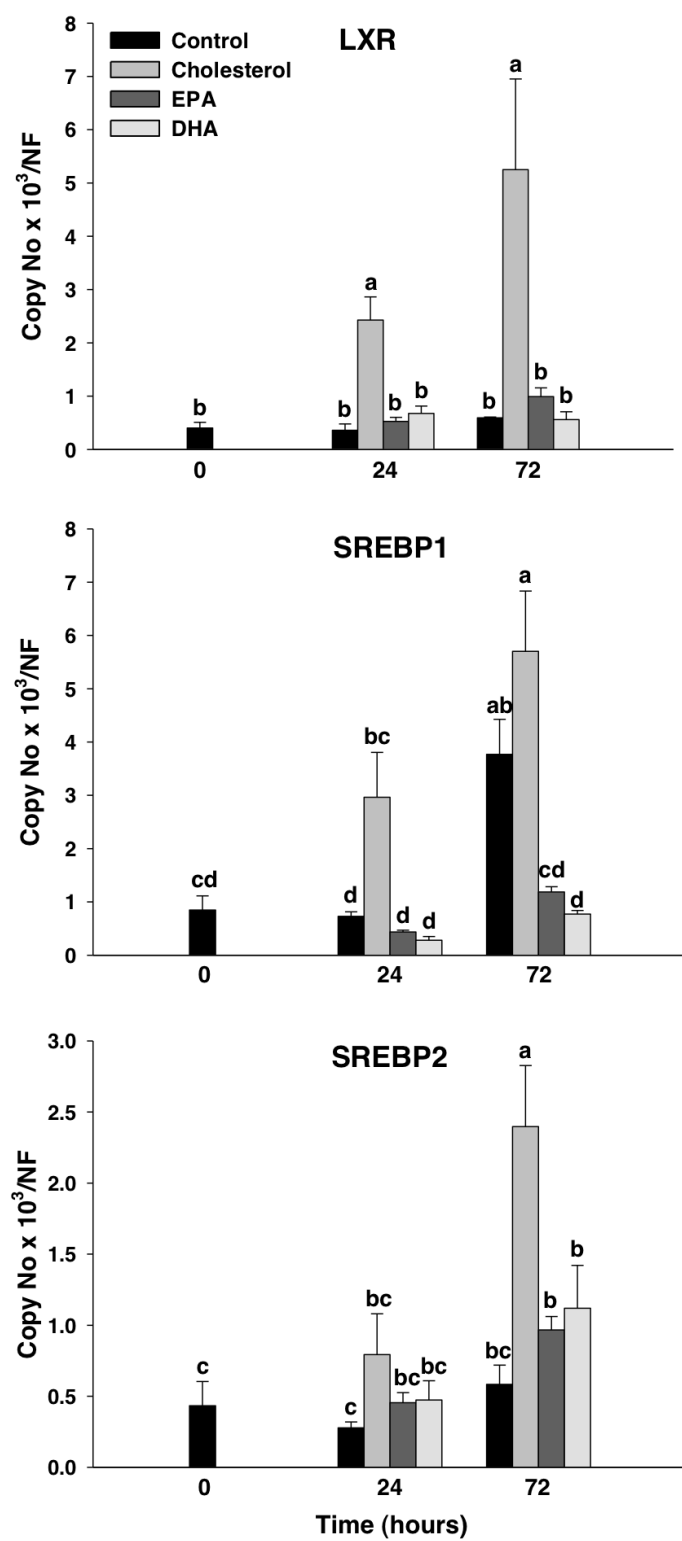 LXR
Control
Cholesterol
EPA
DHA
Copy No x 10³/NF
8
7
6
5
4
3
2
1
0
b
b
a
b
b
b
a
b
b
0
24
72
SREBP1
Copy No x 10³/NF
8
7
6
5
4
3
2
1
0
cd
d
bc
d
d
ab
a
cd
d
0
24
72
SREBP2
Copy No x 10³/NF
3.0
2.5
2.0
1.5
1.0
0.5
0.0
c
c
bc
bc
bc
bc
a
b
b
0
24
72
Time (hours)